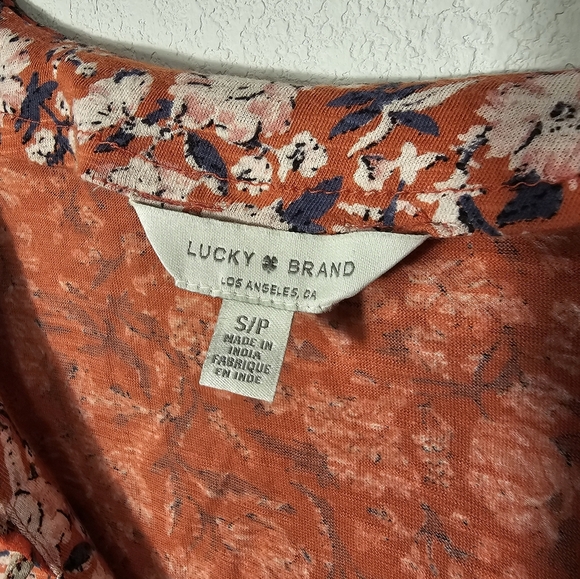 LUCKY BRAND
LOS ANGELES, CA
S/P
MADE IN
INDIA
FABRIQUE
EN INDE